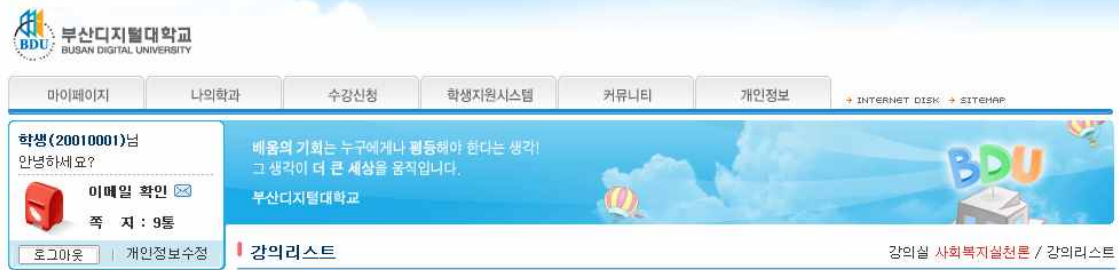 BDU
부산디지털대학교
BUSAN DIGITAL UNIVERSITY
마이페이지 나의학과 수강신청 학생지원시스템 커뮤니티 개인정보 INTERNET DISK SITEMAP
학생(20010001)님
안녕하세요?
이메일 확인
쪽 지 : 9통
로그아웃 | 개인정보수정
배움의 기회는 누구에게나 평등해야 한다는 생각!
그 생각이 더 큰 세상을 움직입니다.
부산디지털대학교
BDU
강의리스트
강의실 사회복지실천론 / 강의리스트